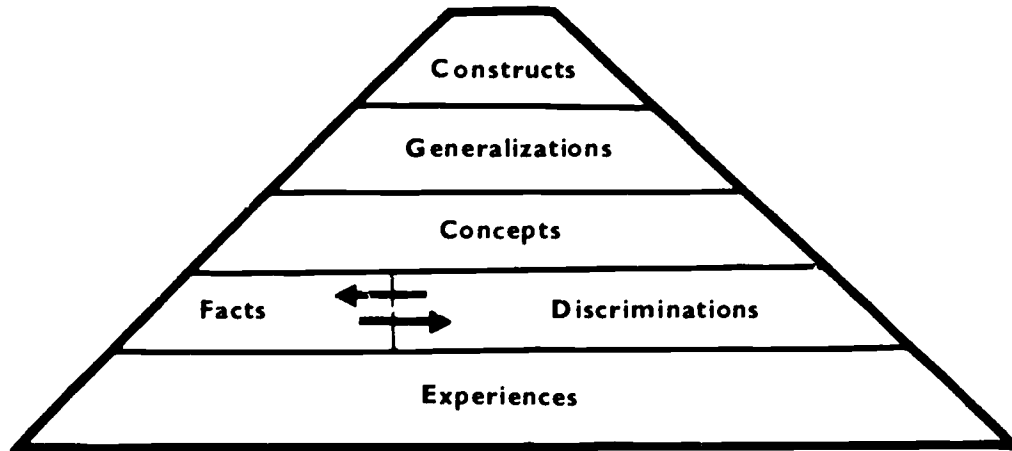 Constructs
Generalizations
Concepts
Facts Discriminations
Experiences